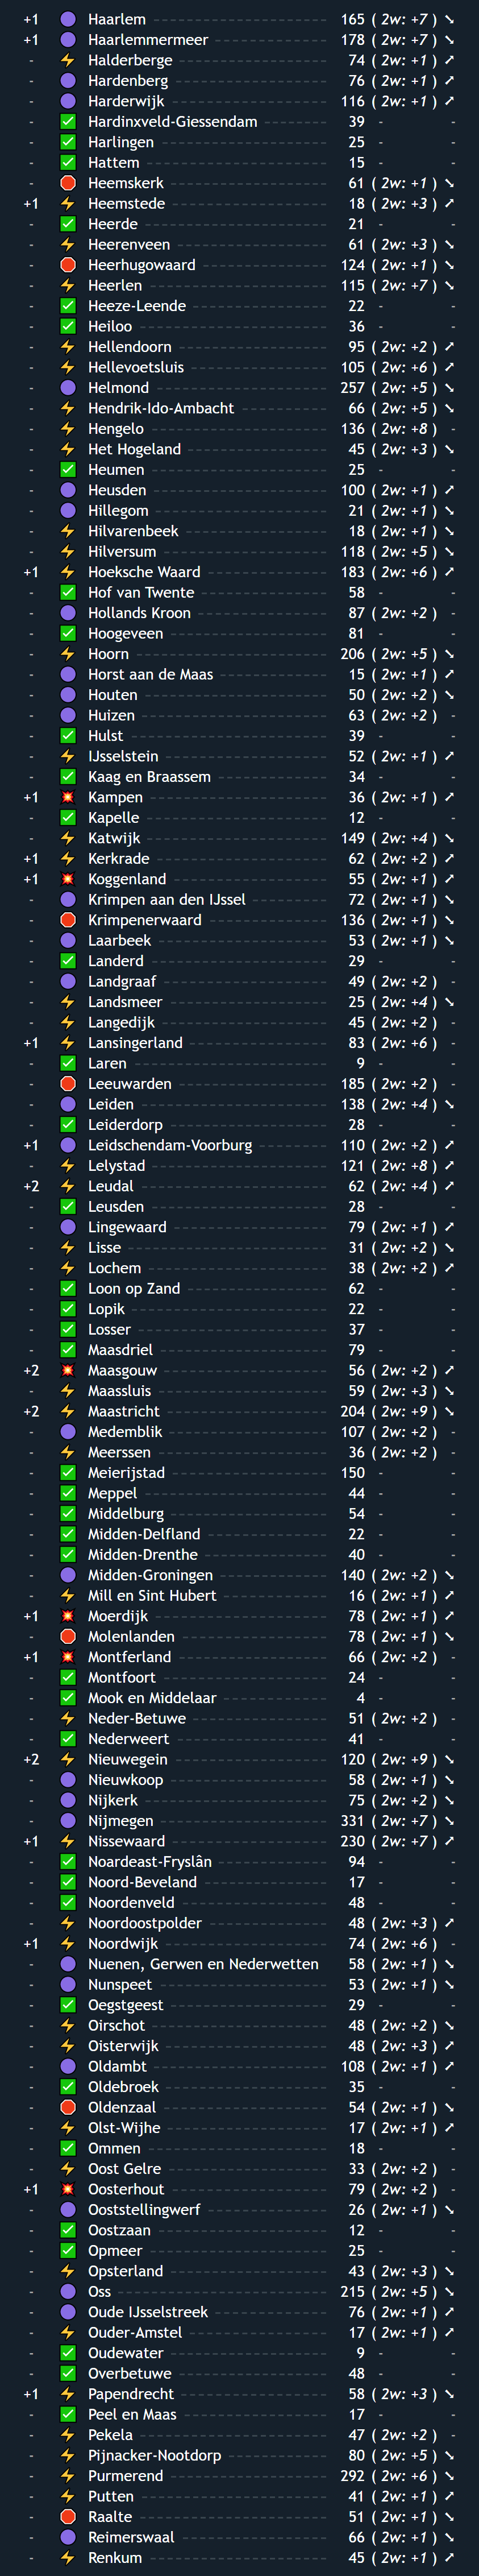 +1 Haarlem 165 ( 2w: +7 ) ↘
+1 Haarlemmermeer 178 ( 2w: +7 ) ↘
- Halderberge 74 ( 2w: +1 ) ↗
- Hardenberg 76 ( 2w: +1 ) ↗
- Harderwijk 116 ( 2w: +1 ) ↗
- Hardinxveld-Giessendam 39 - -
- Harlingen 25 - -
- Hattem 15 - -
- Heemskerk 61 ( 2w: +1 ) ↘
+1 Heemstede 18 ( 2w: +3 ) ↗
- Heerde 21 - -
- Heerenveen 61 ( 2w: +3 ) ↘
- Heerhugowaard 124 ( 2w: +1 ) ↘
- Heerlen 115 ( 2w: +7 ) ↘
- Heeze-Leende 22 - -
- Heiloo 36 - -
- Hellendoorn 95 ( 2w: +2 ) ↗
- Hellevoetsluis 105 ( 2w: +6 ) ↗
- Helmond 257 ( 2w: +5 ) ↘
- Hendrik-Ido-Ambacht 66 ( 2w: +5 ) ↘
- Hengelo 136 ( 2w: +8 ) -
- Het Hogeland 45 ( 2w: +3 ) ↘
- Heumen 25 - -
- Heusden 100 ( 2w: +1 ) ↗
- Hillegom 21 ( 2w: +1 ) ↘
- Hilvarenbeek 18 ( 2w: +1 ) ↘
- Hilversum 118 ( 2w: +5 ) ↘
+1 Hoeksche Waard 183 ( 2w: +6 ) ↗
- Hof van Twente 58 - -
- Hollands Kroon 87 ( 2w: +2 ) -
- Hoogeveen 81 - -
- Hoorn 206 ( 2w: +5 ) ↘
- Horst aan de Maas 15 ( 2w: +1 ) ↗
- Houten 50 ( 2w: +2 ) ↘
- Huizen 63 ( 2w: +2 ) -
- Hulst 39 - -
- IJsselstein 52 ( 2w: +1 ) ↗
- Kaag en Braassem 34 - -
+1 Kampen 36 ( 2w: +1 ) ↗
- Kapelle 12 - -
- Katwijk 149 ( 2w: +4 ) ↘
+1 Kerkrade 62 ( 2w: +2 ) ↗
+1 Koggenland 55 ( 2w: +1 ) ↗
- Krimpen aan den IJssel 72 ( 2w: +1 ) ↘
- Krimpenerwaard 136 ( 2w: +1 ) ↘
- Laarbeek 53 ( 2w: +1 ) ↘
- Landerd 29 - -
- Landgraaf 49 ( 2w: +2 ) -
- Landsmeer 25 ( 2w: +4 ) ↘
- Langedijk 45 ( 2w: +2 ) -
+1 Lansingerland 83 ( 2w: +6 ) -
- Laren 9 - -
- Leeuwarden 185 ( 2w: +2 ) -
- Leiden 138 ( 2w: +4 ) ↘
- Leiderdorp 28 - -
+1 Leidschendam-Voorburg 110 ( 2w: +2 ) ↗
- Lelystad 121 ( 2w: +8 ) ↗
+2 Leudal 62 ( 2w: +4 ) ↗
- Leusden 28 - -
- Lingewaard 79 ( 2w: +1 ) ↗
- Lisse 31 ( 2w: +2 ) ↘
- Lochem 38 ( 2w: +2 ) ↗
- Loon op Zand 62 - -
- Lopik 22 - -
- Losser 37 - -
- Maasdriel 79 - -
+2 Maasgouw 56 ( 2w: +2 ) ↗
- Maassluis 59 ( 2w: +3 ) ↘
+2 Maastricht 204 ( 2w: +9 ) ↘
- Medemblik 107 ( 2w: +2 ) -
- Meerssen 36 ( 2w: +2 ) -
- Meierijstad 150 - -
- Meppel 44 - -
- Middelburg 54 - -
- Midden-Delfland 22 - -
- Midden-Drenthe 40 - -
- Midden-Groningen 140 ( 2w: +2 ) ↘
- Mill en Sint Hubert 16 ( 2w: +1 ) ↗
+1 Moerdijk 78 ( 2w: +1 ) ↗
- Molenlanden 78 ( 2w: +1 ) ↘
+1 Montferland 66 ( 2w: +2 ) -
- Montfoort 24 - -
- Mook en Middelaar 4 - -
- Neder-Betuwe 51 ( 2w: +2 ) -
- Nederweert 41 - -
+2 Nieuwegein 120 ( 2w: +9 ) ↘
- Nieuwkoop 58 ( 2w: +1 ) ↘
- Nijkerk 75 ( 2w: +2 ) ↘
- Nijmegen 331 ( 2w: +7 ) ↘
+1 Nissewaard 230 ( 2w: +7 ) ↗
- Noardeast-Fryslân 94 - -
- Noord-Beveland 17 - -
- Noordenveld 48 - -
- Noordoostpolder 48 ( 2w: +3 ) ↗
+1 Noordwijk 74 ( 2w: +6 ) -
- Nuenen, Gerwen en Nederwetten 58 ( 2w: +1 ) ↘
- Nunspeet 53 ( 2w: +1 ) ↘
- Oegstgeest 29 - -
- Oirschot 48 ( 2w: +2 ) ↘
- Oisterwijk 48 ( 2w: +3 ) ↗
- Oldambt 108 ( 2w: +1 ) ↗
- Oldebroek 35 - -
- Oldenzaal 54 ( 2w: +1 ) ↘
- Olst-Wijhe 17 ( 2w: +1 ) ↗
- Ommen 18 - -
- Oost Gelre 33 ( 2w: +2 ) -
+1 Oosterhout 79 ( 2w: +2 ) -
- Ooststellingwerf 26 ( 2w: +1 ) ↘
- Oostzaan 12 - -
- Opmeer 25 - -
- Opsterland 43 ( 2w: +3 ) ↘
- Oss 215 ( 2w: +5 ) ↘
- Oude IJsselstreek 76 ( 2w: +1 ) ↗
- Ouder-Amstel 17 ( 2w: +1 ) ↗
- Oudewater 9 - -
- Overbetuwe 48 - -
+1 Papendrecht 58 ( 2w: +3 ) ↘
- Peel en Maas 17 - -
- Pekela 47 ( 2w: +2 ) -
- Pijnacker-Nootdorp 80 ( 2w: +5 ) ↘
- Purmerend 292 ( 2w: +6 ) ↘
- Putten 41 ( 2w: +1 ) ↗
- Raalte 51 ( 2w: +1 ) ↘
- Reimerswaal 66 ( 2w: +1 ) ↘
- Renkum 45 ( 2w: +1 ) ↗